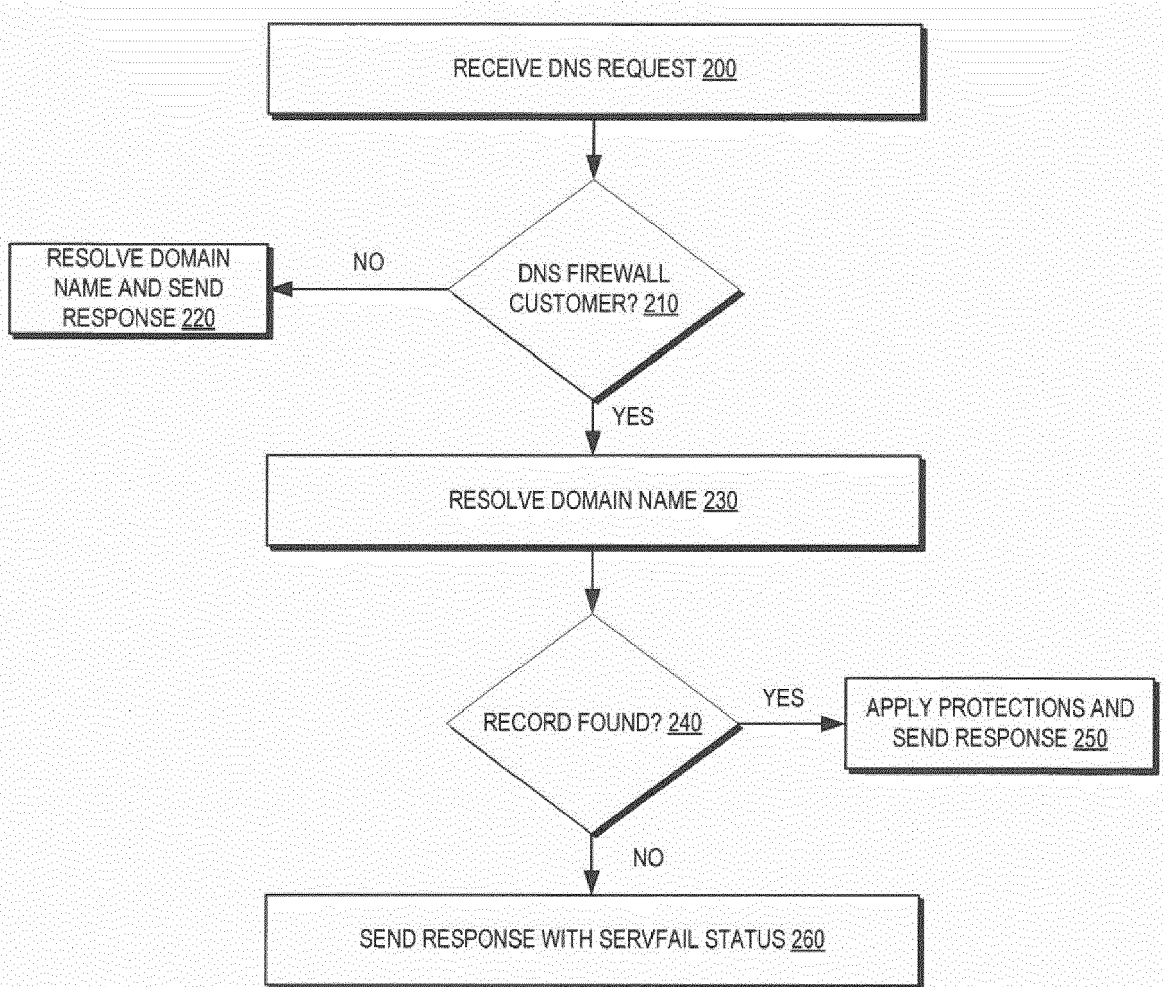 RECEIVE DNS REQUEST 200
DNS FIREWALL
CUSTOMER? 210
NO
RESOLVE DOMAIN
NAME AND SEND
RESPONSE 220
YES
RESOLVE DOMAIN NAME 230
RECORD FOUND? 240
YES
APPLY PROTECTIONS AND
SEND RESPONSE 250
NO
SEND RESPONSE WITH SERVFAIL STATUS 260